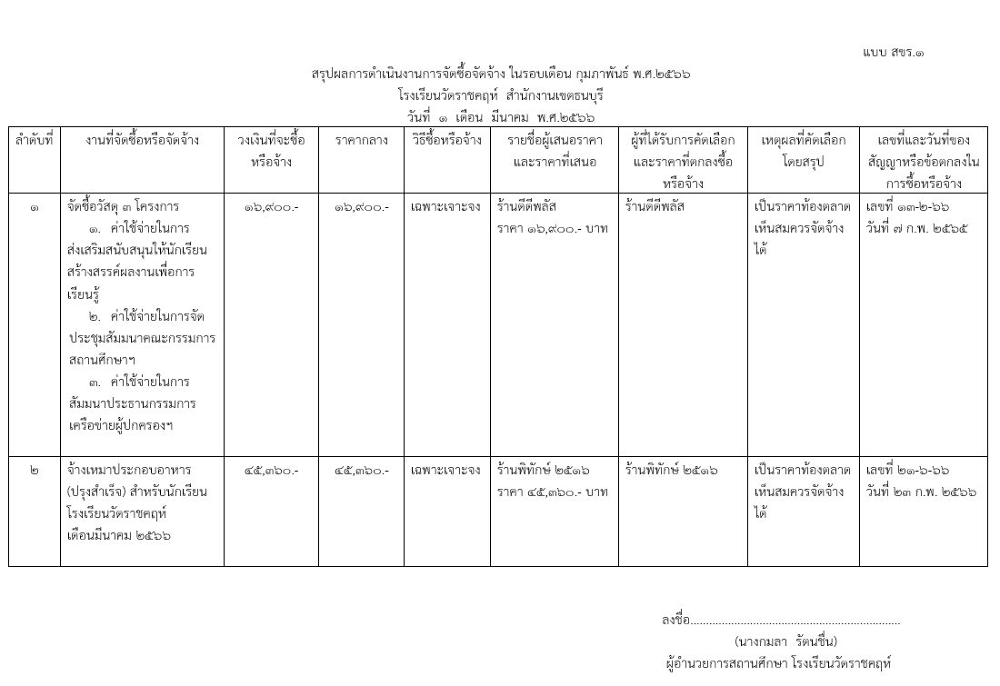 แบบ สขร.๑
สรุปผลการดำเนินงานการจัดซื้อจัดจ้าง ในรอบเดือน กุมภาพันธ์ พ.ศ.๒๕๖๖
โรงเรียนวัดราชคฤห์ สำนักงานเขตธนบุรี
วันที่ ๑ เดือน มีนาคม พ.ศ.๒๕๖๖
ลำดับที่
งานที่จัดซื้อหรือจัดจ้าง
วงเงินที่จะซื้อ
หรือจ้าง
ราคากลาง
วิธีซื้อหรือจ้าง
รายชื่อผู้เสนอราคา
และราคาที่เสนอ
ผู้ที่ได้รับการคัดเลือก
และราคาที่ตกลงซื้อ
หรือจ้าง
เหตุผลที่คัดเลือก
โดยสรุป
เลขที่และวันที่ของ
สัญญาหรือข้อตกลงใน
การซื้อหรือจ้าง
๑
จัดซื้อวัสดุ ๓ โครงการ
๑. ค่าใช้จ่ายในการ
ส่งเสริมสนับสนุนให้นักเรียน
สร้างสรรค์ผลงานเพื่อการ
เรียนรู้
๒. ค่าใช้จ่ายในการจัด
ประชุมสัมมนาคณะกรรมการ
สถานศึกษาฯ
๓. ค่าใช้จ่ายในการ
สัมมนาประธานกรรมการ
เครือข่ายผู้ปกครองฯ
๑๖,๙๐๐.-
๑๖,๙๐๐.-
เฉพาะเจาะจง
ร้านดีดีพลัส
ราคา ๑๖,๙๐๐.- บาท
ร้านดีดีพลัส
เป็นราคาท้องตลาด
เห็นสมควรจัดจ้าง
ได้
เลขที่ ๑๓-๒-๖๖
วันที่ ๗ ก.พ. ๒๕๖๕
๒
จ้างเหมาประกอบอาหาร
(ปรุงสำเร็จ) สำหรับนักเรียน
โรงเรียนวัดราชคฤห์
เดือนมีนาคม ๒๕๖๖
๔๕,๓๖๐.-
๔๕,๓๖๐.-
เฉพาะเจาะจง
ร้านพิทักษ์ ๒๕๑๖
ราคา ๔๕,๓๖๐.- บาท
ร้านพิทักษ์ ๒๕๑๖
เป็นราคาท้องตลาด
เห็นสมควรจัดจ้าง
ได้
เลขที่ ๒๑-๖-๖๖
วันที่ ๒๓ ก.พ. ๒๕๖๖
ลงชื่อ...................................................................
(นางกมลา รัตนชื่น)
ผู้อำนวยการสถานศึกษา โรงเรียนวัดราชคฤห์